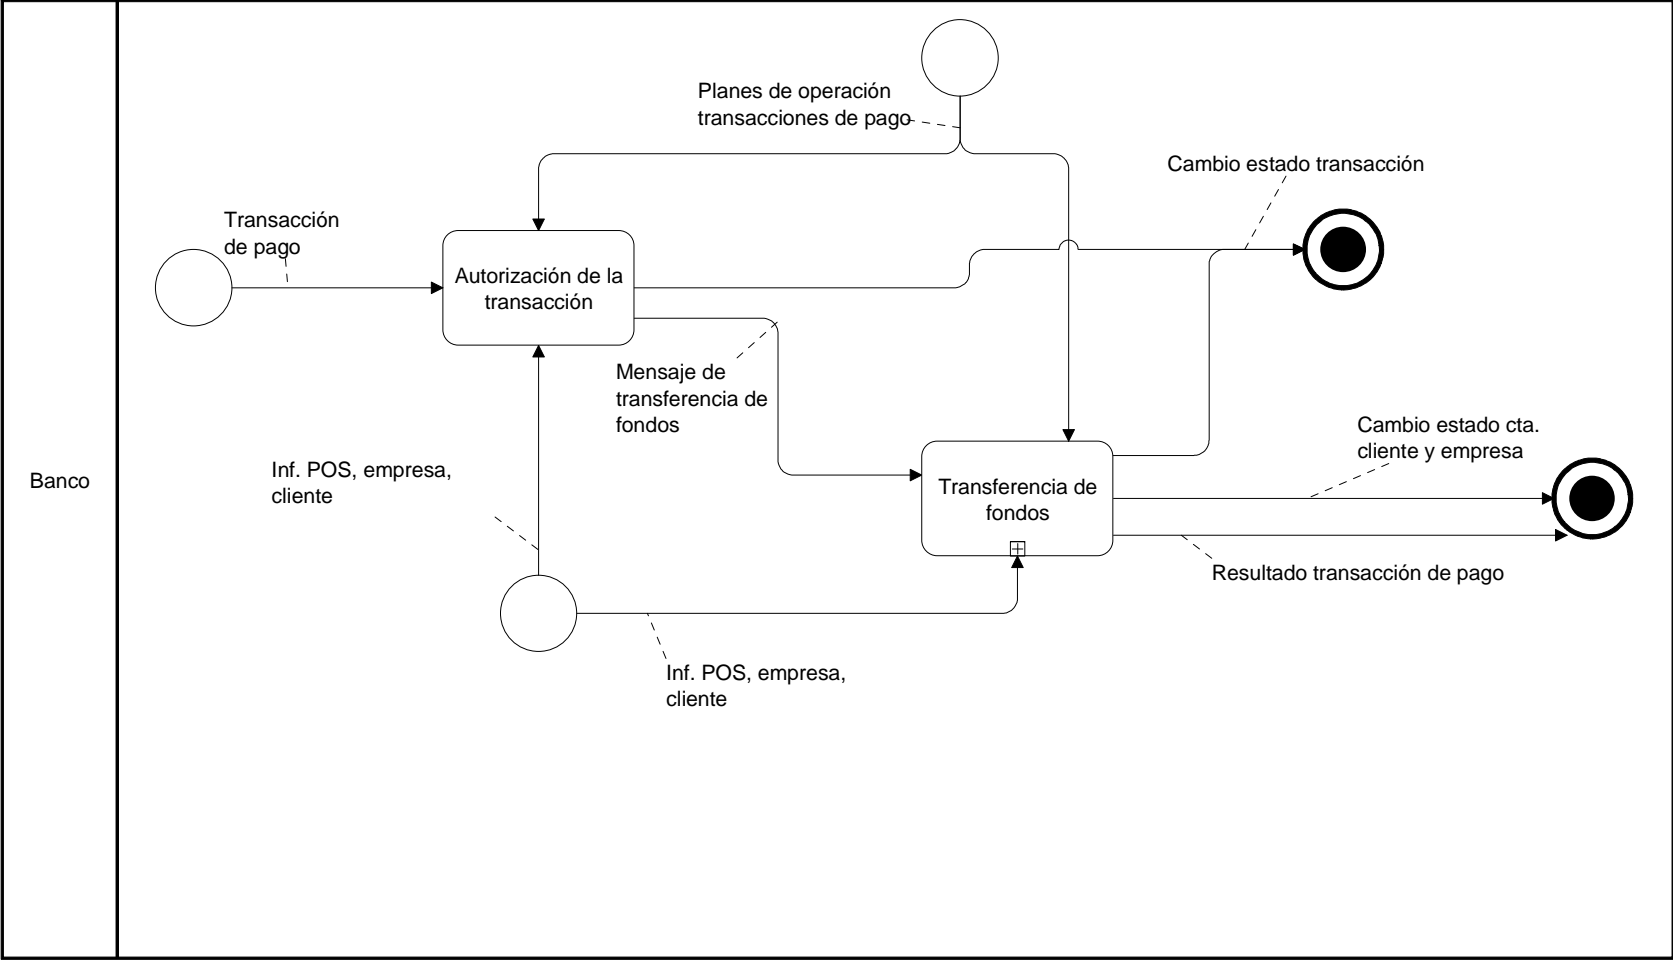 Banco
Planes de operación
transacciones de pago
Cambio estado transacción
Transacción
de pago
Autorización de la
transacción
Mensaje de
transferencia de
fondos
Cambio estado cta.
cliente y empresa
Inf. POS, empresa,
cliente
Transferencia de
fondos
Resultado transacción de pago
Inf. POS, empresa,
cliente